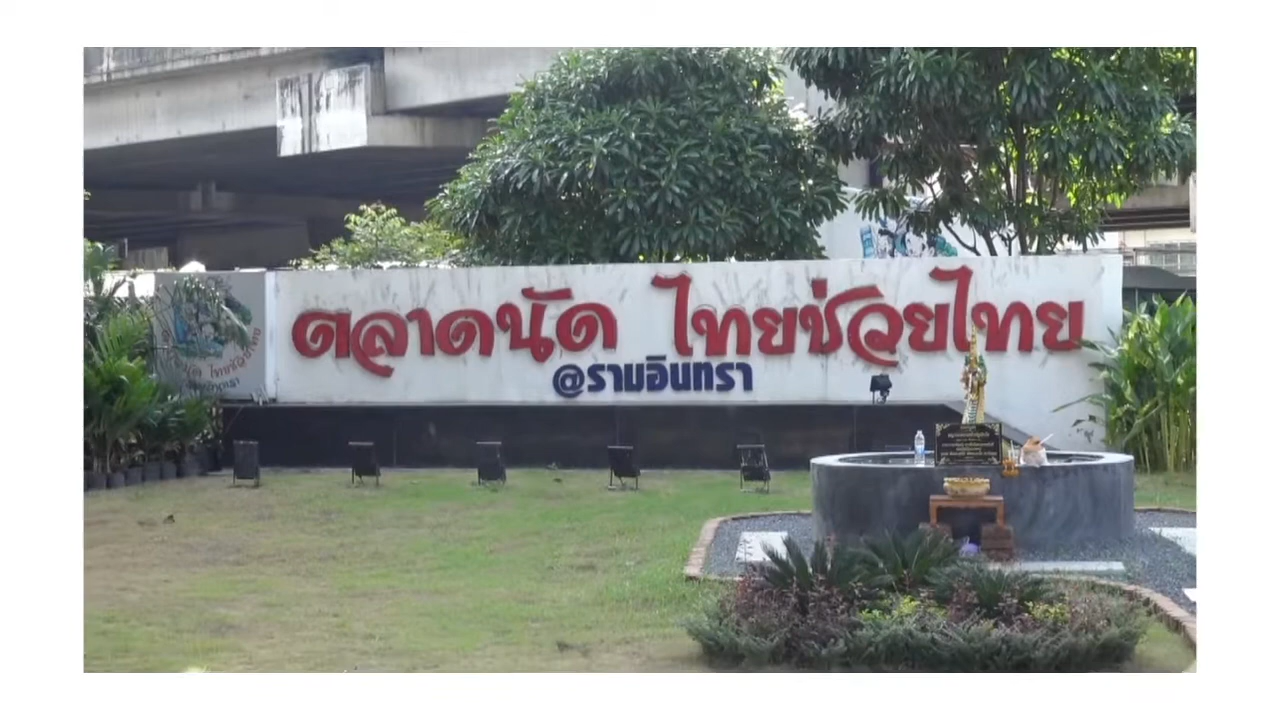 ตลาดนัด ไทยช่วยไทย
@รามอินทรา